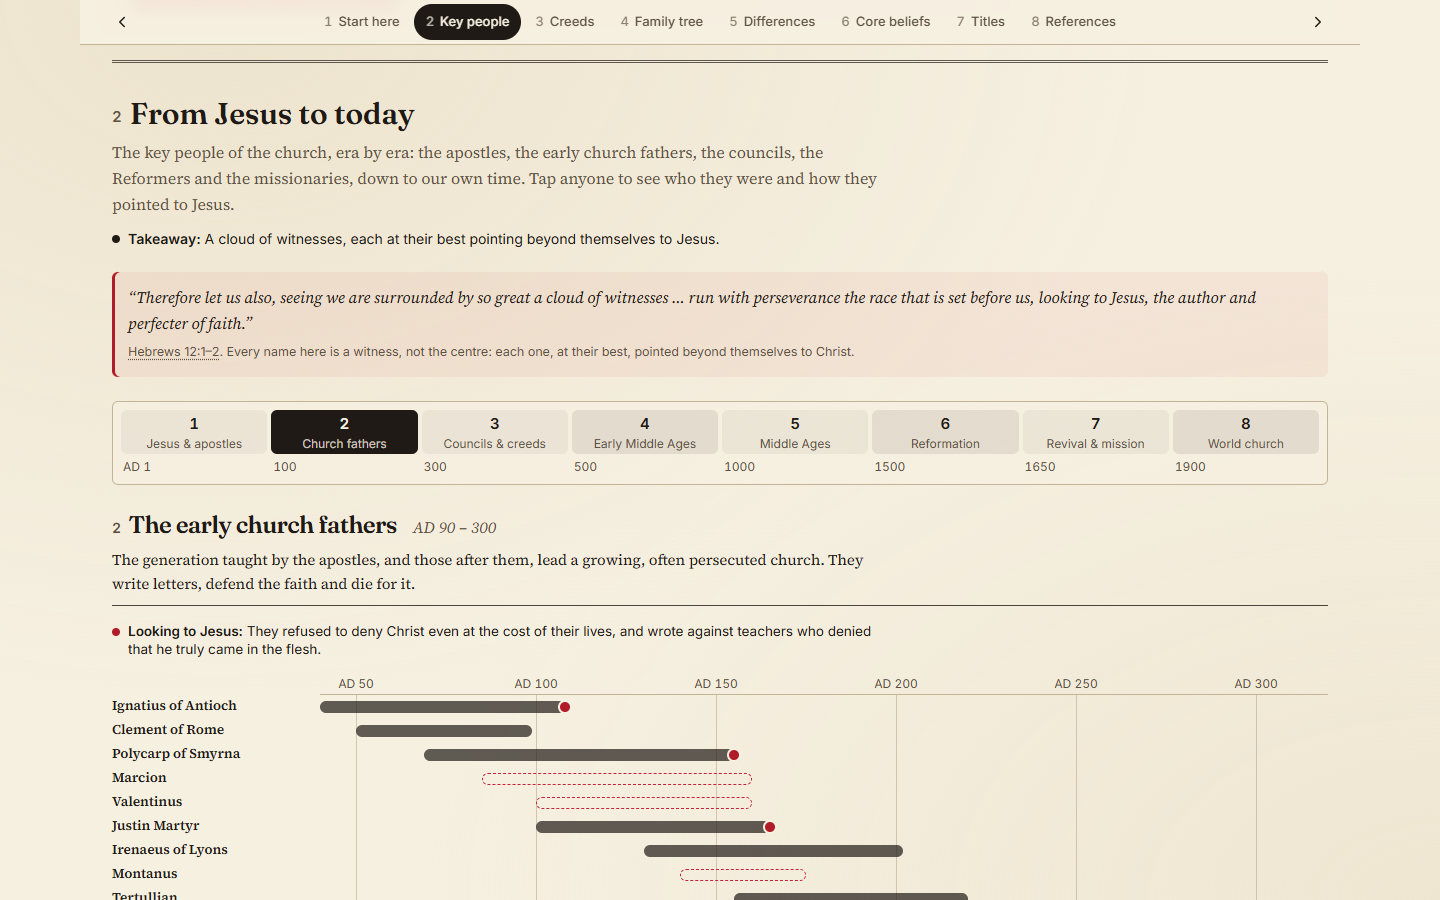 1 Start here
2 Key people
3 Creeds
4 Family tree
5 Differences
6 Core beliefs
7 Titles
8 References
2 From Jesus to today
The key people of the church, era by era: the apostles, the early church fathers, the councils, the
Reformers and the missionaries, down to our own time. Tap anyone to see who they were and how they
pointed to Jesus.
Takeaway: A cloud of witnesses, each at their best pointing beyond themselves to Jesus.
“Therefore let us also, seeing we are surrounded by so great a cloud of witnesses … run with perseverance the race that is set before us, looking to Jesus, the author and
perfecter of faith.”
Hebrews 12:1–2. Every name here is a witness, not the centre: each one, at their best, pointed beyond themselves to Christ.
1
Jesus & apostles
2
Church fathers
3
Councils & creeds
4
Early Middle Ages
5
Middle Ages
6
Reformation
7
Revival & mission
8
World church
AD 1
100
300
500
1000
1500
1650
1900
2 The early church fathers AD 90 – 300
The generation taught by the apostles, and those after them, lead a growing, often persecuted church. They
write letters, defend the faith and die for it.
Looking to Jesus: They refused to deny Christ even at the cost of their lives, and wrote against teachers who denied
that he truly came in the flesh.
AD 50
AD 100
AD 150
AD 200
AD 250
AD 300
Ignatius of Antioch
Clement of Rome
Polycarp of Smyrna
Marcion
Valentinus
Justin Martyr
Irenaeus of Lyons
Montanus
Tertullian